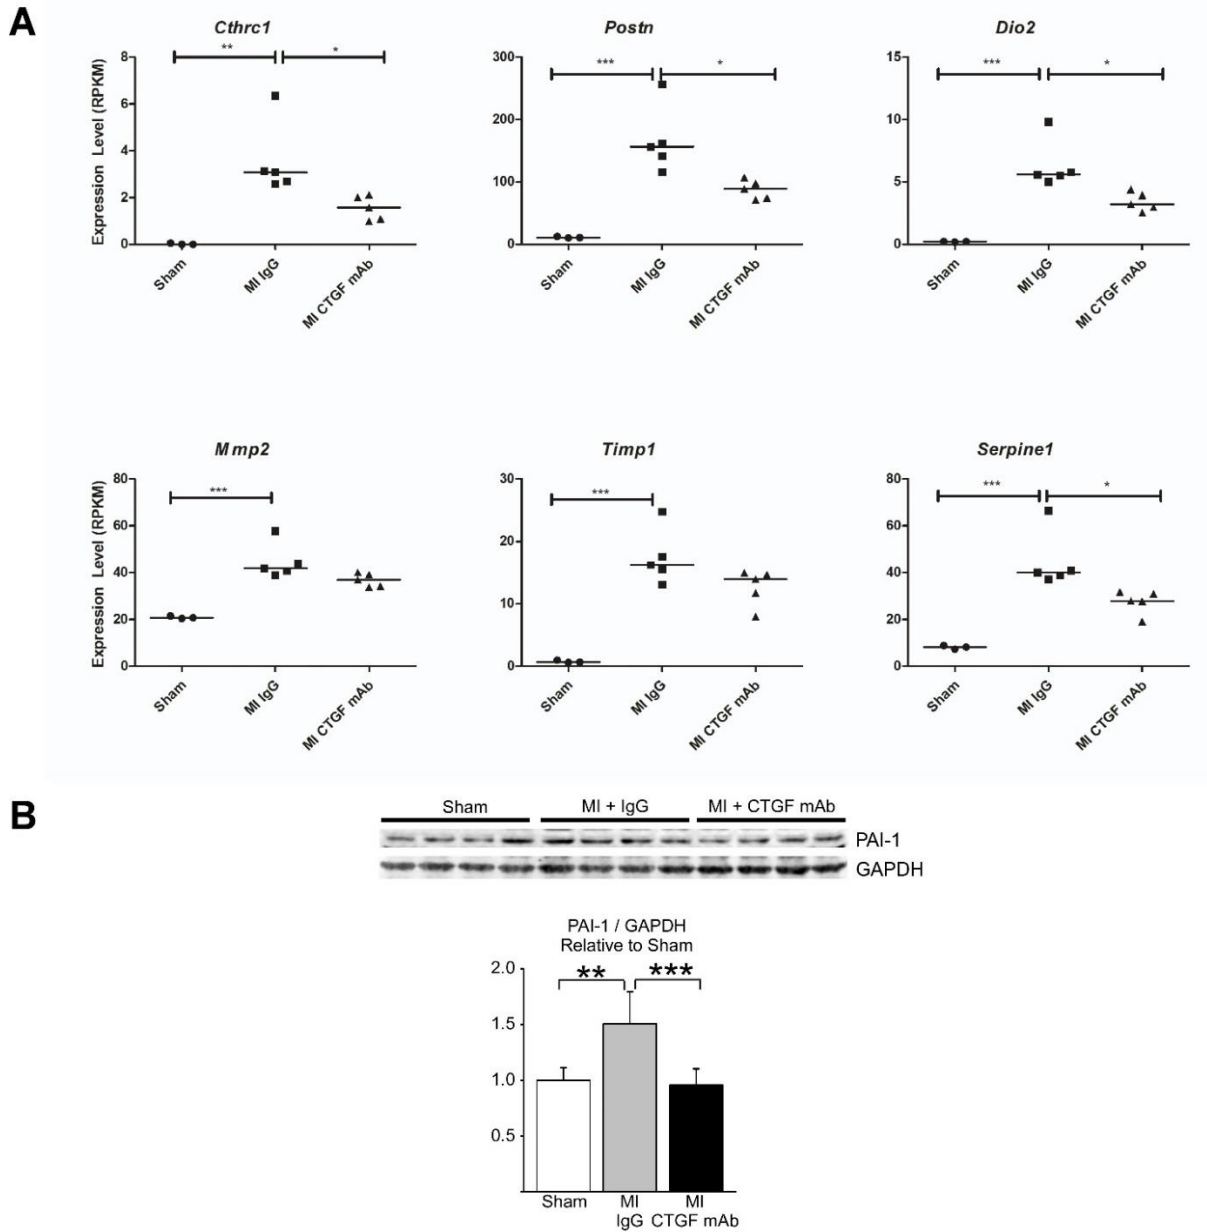 A
Cthrc1
Expression Level (RPKM)
8
6
4
2
0
** *
Sham
MI IgG
MI CTGF mAb
Postn
300
200
100
0
*** *
Sham
MI IgG
MI CTGF mAb
Dio2
15
10
5
0
*** *
Sham
MI IgG
MI CTGF mAb
Mmp2
Expression Level (RPKM)
80
60
40
20
0
***
Sham
MI IgG
MI CTGF mAb
Timp1
30
20
10
0
***
Sham
MI IgG
MI CTGF mAb
Serpine1
80
60
40
20
0
*** *
Sham
MI IgG
MI CTGF mAb
B
Sham MI + IgG MI + CTGF mAb
PAI-1
GAPDH
PAI-1 / GAPDH
Relative to Sham
2.0
1.5
1.0
0.5
** ***
Sham MI MI
IgG CTGF mAb